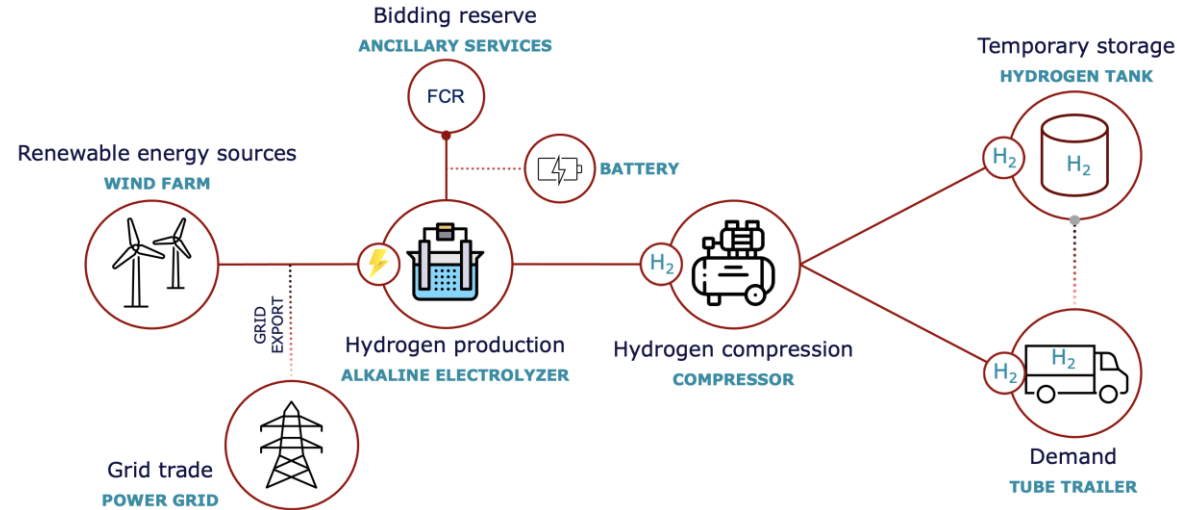 Bidding reserve
ANCILLARY SERVICES
FCR
BATTERY
Renewable energy sources
WIND FARM
GRID
EXPORT
Hydrogen production
ALKALINE ELECTROLYZER
Grid trade
POWER GRID
H₂
Hydrogen compression
COMPRESSOR
Temporary storage
HYDROGEN TANK
H₂
H₂
H₂
H₂
Demand
TUBE TRAILER